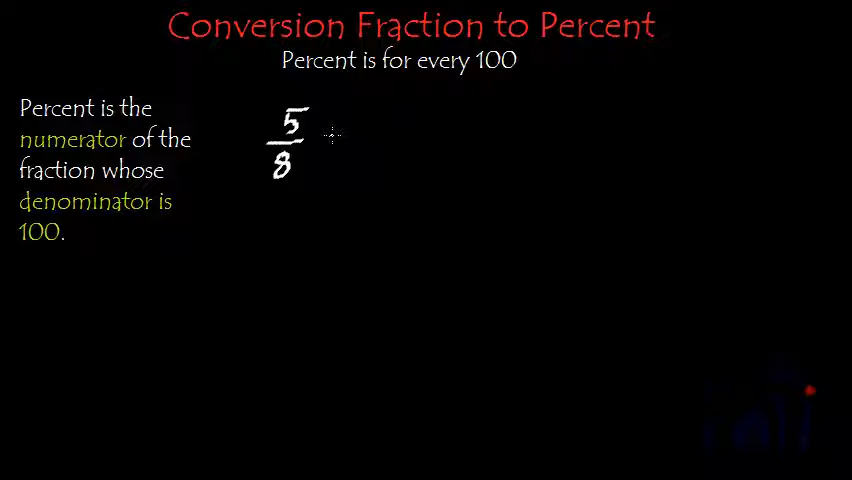 Conversion Fraction to Percent
Percent is for every 100
Percent is the
numerator of the
fraction whose
denominator is
100.
5
8